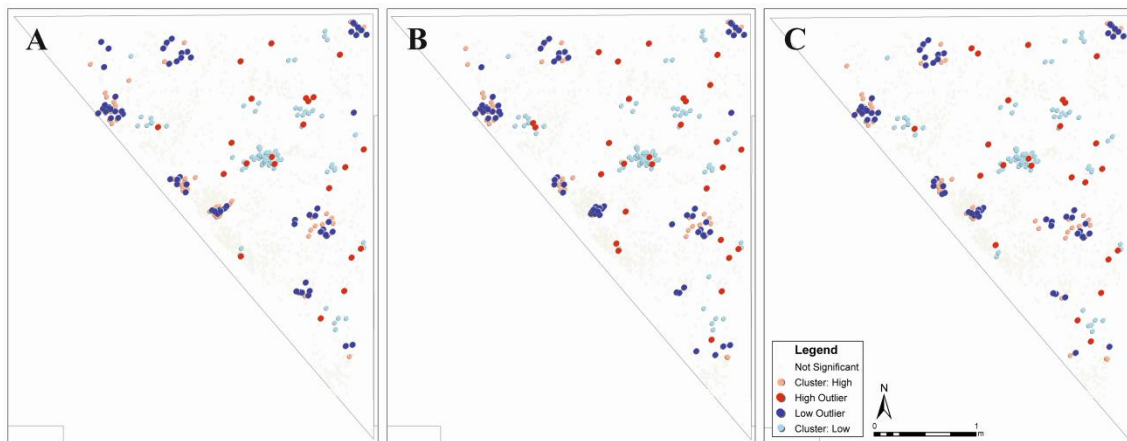 A
B
C
Legend
Not Significant
Cluster: High
High Outlier
Low Outlier
Cluster: Low
N
0 1
m